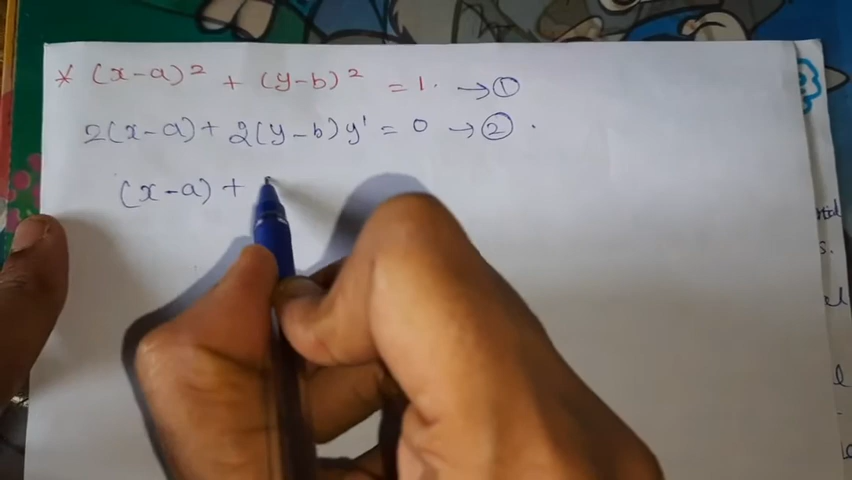 * (x-a)² + (y-b)² = 1. → ①
2(x-a) + 2(y-b)y' = 0 → ② .
(x-a) +
s.